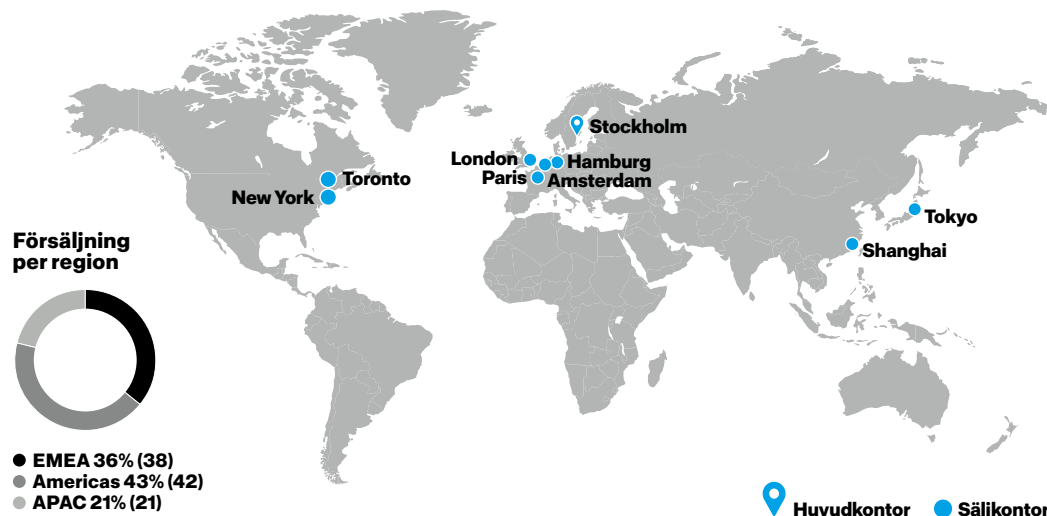 Stockholm
London
Hamburg
Paris
Amsterdam
Toronto
New York
Tokyo
Shanghai
Försäljning
per region
EMEA 36% (38)
Americas 43% (42)
APAC 21% (21)
Huvudkontor
Sälikontor